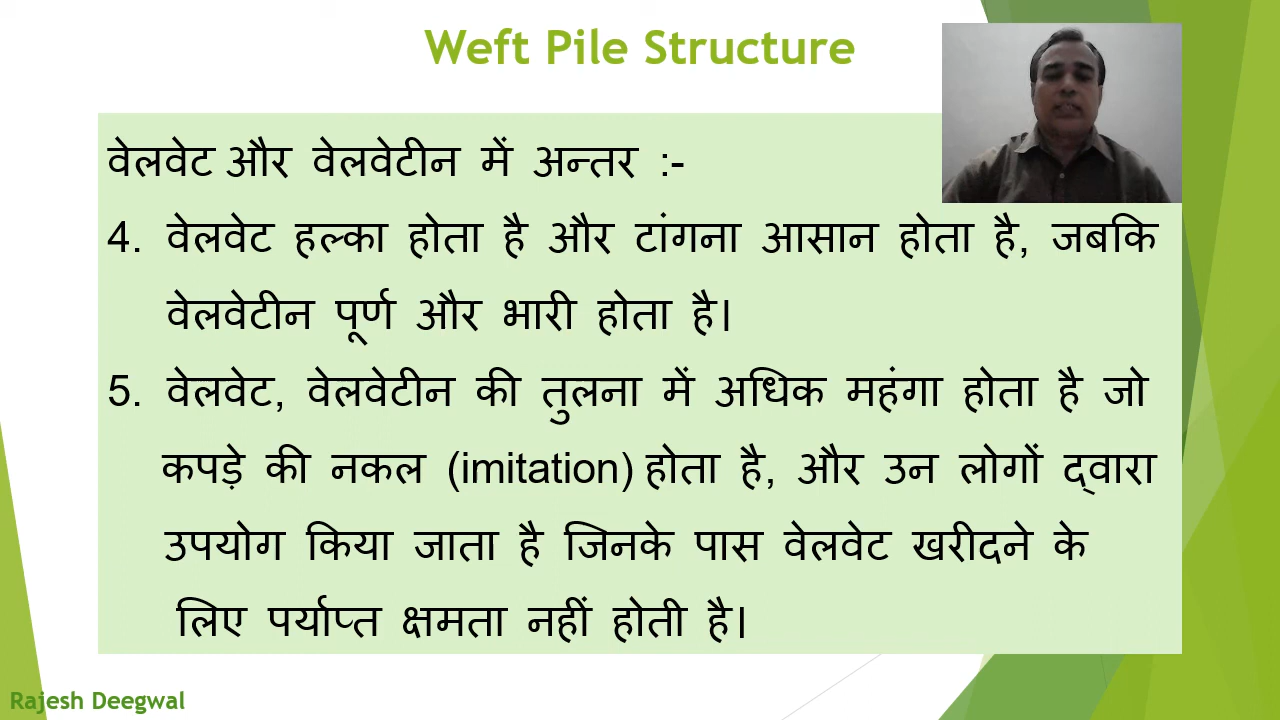 Weft Pile Structure
वेलवेट और वेलवेटीन में अन्तर :-
4. वेलवेट हल्का होता है और टांगना आसान होता है, जबकि
वेलवेटीन पूर्ण और भारी होता है।
5. वेलवेट, वेलवेटीन की तुलना में अधिक महंगा होता है जो
कपड़े की नकल (imitation) होता है, और उन लोगों द्वारा
उपयोग किया जाता है जिनके पास वेलवेट खरीदने के
लिए पर्याप्त क्षमता नहीं होती है।
Rajesh Deegwal